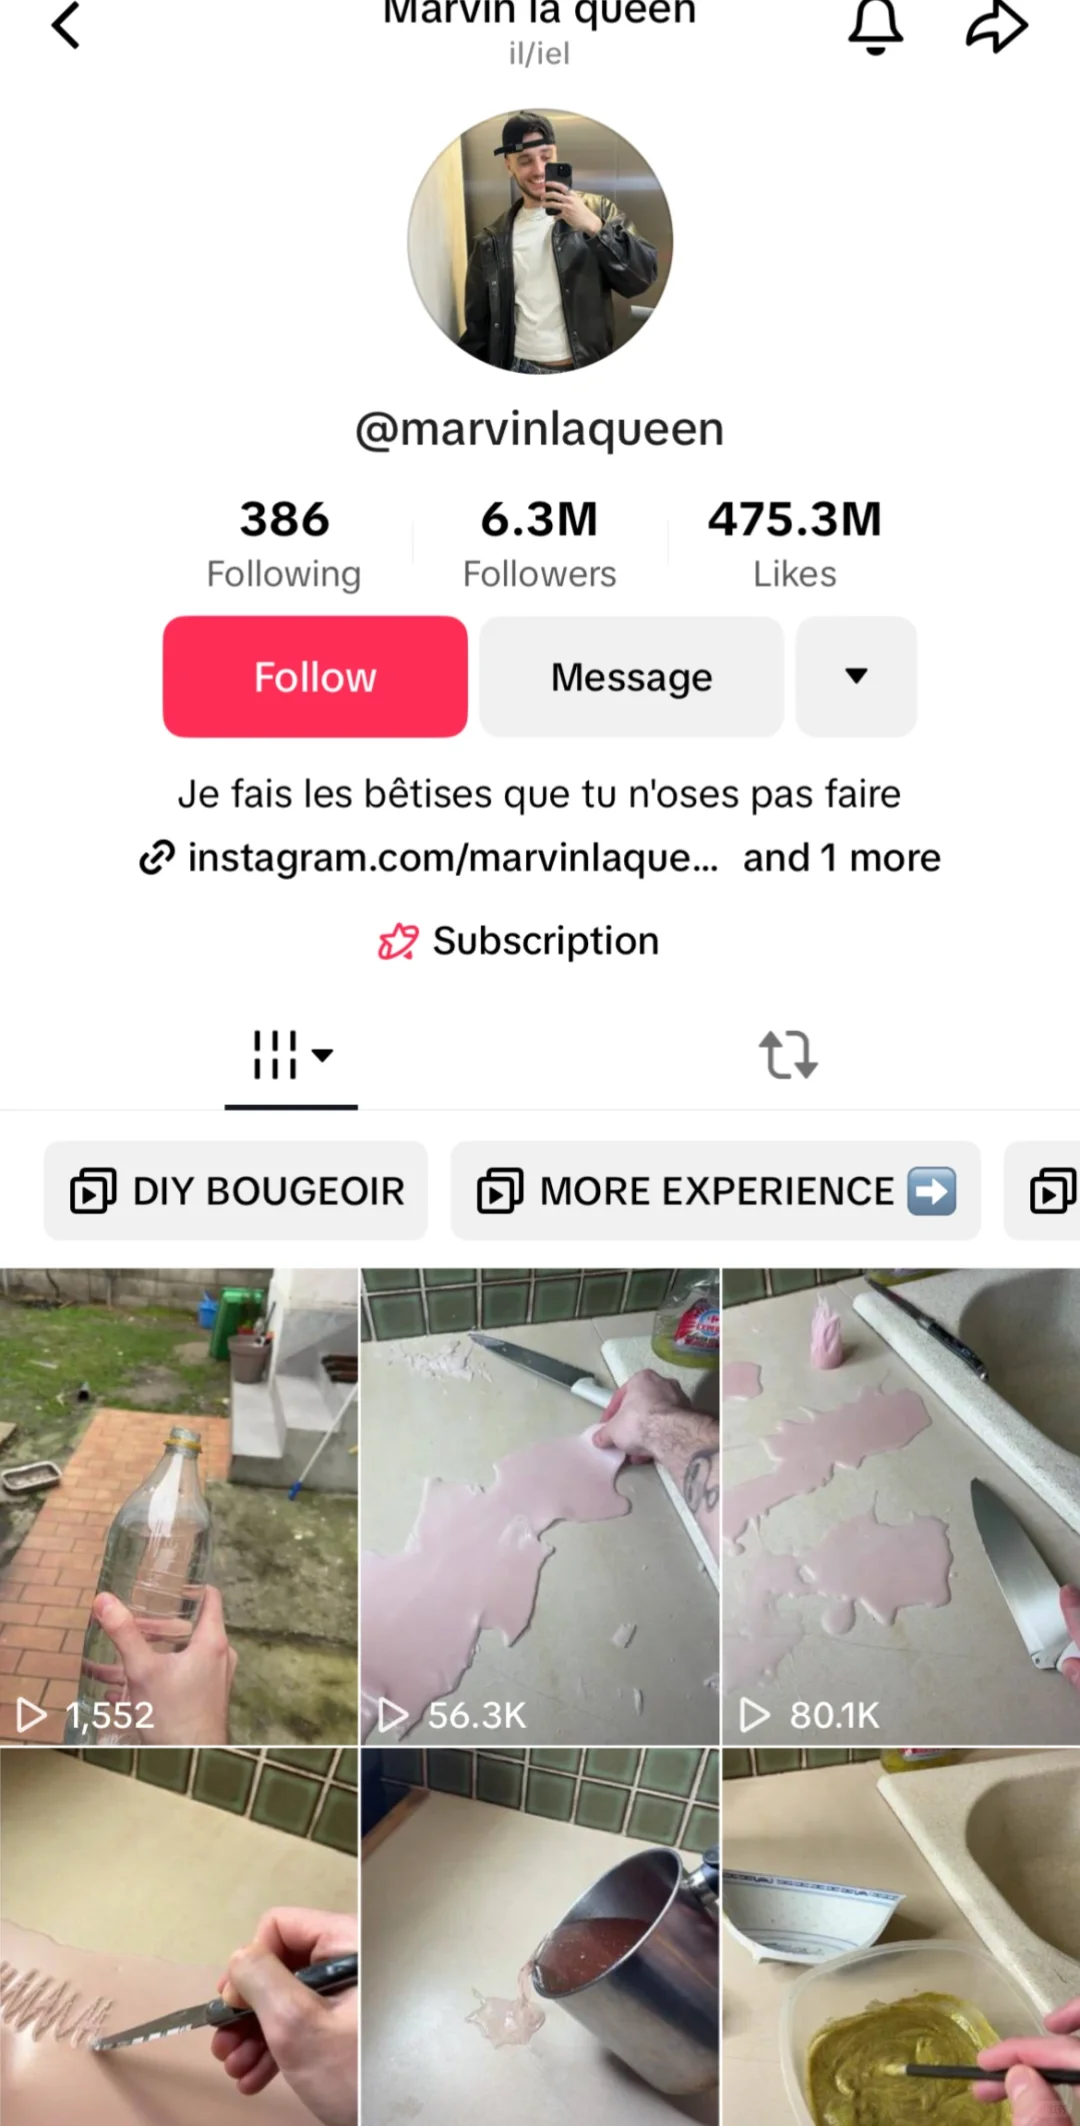 Marvin la queen
il/iel
@marvinlaqueen
386 6.3M 475.3M
Following Followers Likes
Follow Message
Je fais les bêtises que tu n'oses pas faire
instagram.com/marvinlaque... and 1 more
Subscription
DIY BOUGEOIR MORE EXPERIENCE ➡️
1,552 56.3K 80.1K